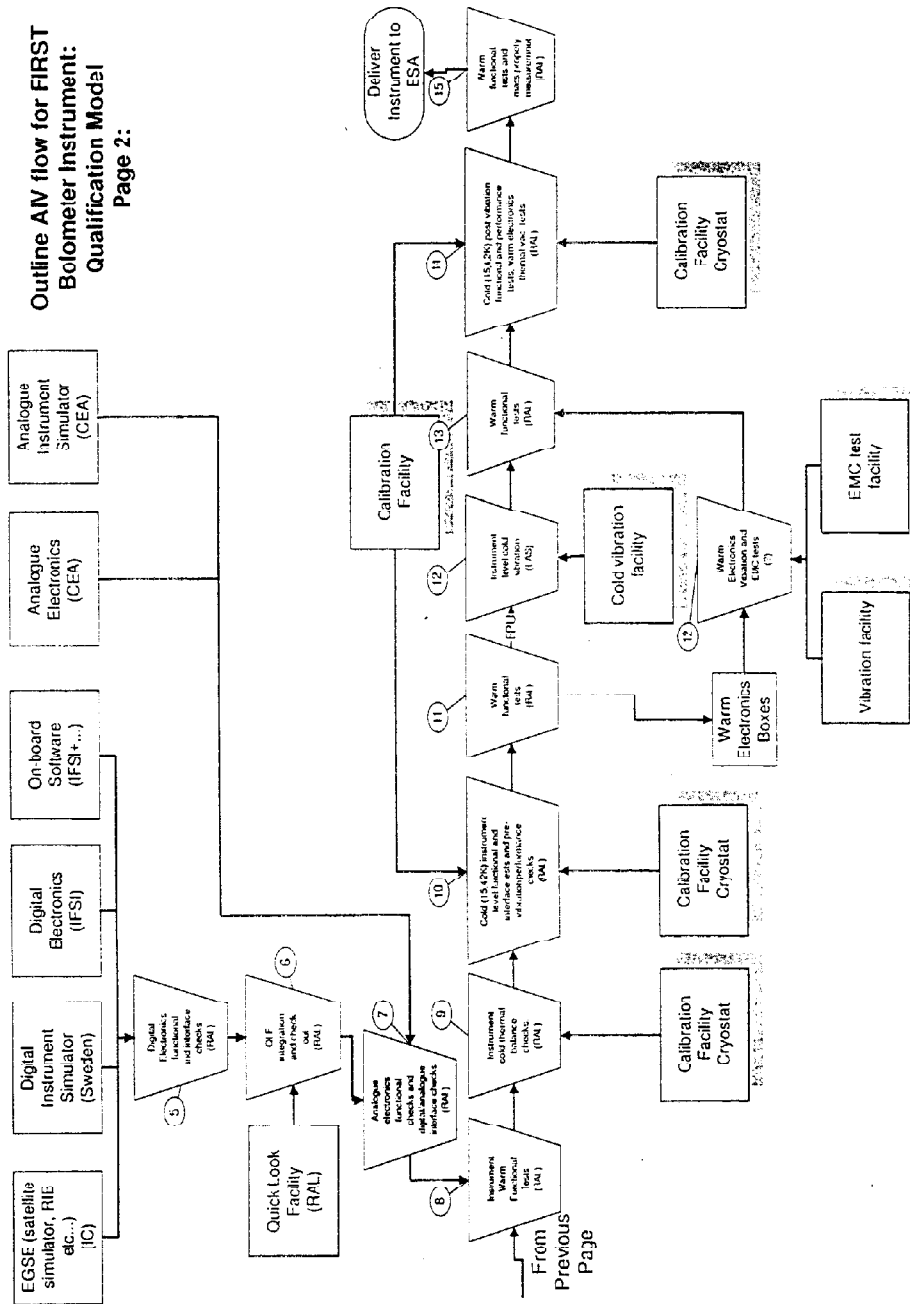 Outline AIV flow for FIRST
Bolometer Instrument:
Qualification Model
Page 2:
EGSE (satellite
simulator, RIE
etc...)
(IC)
Digital
Instrument
Simulator
(Sweden)
Digital
Electronics
(IFSI)
On-board
Software
(IFSI+,..)
Analogue
Electronics
(CEA)
Analogue
Instrument
Simulator
(CEA)
5
Digital
Electronics
functional
and interface
checks
(RAL)
6
integration
and check
out
(RAL)
Quick Look
Facility
(RAL)
7
Analogue
electronics
functional
checks and
digital/analogue
interface checks
(RAL)
8
Instrument
Warm
Functional
Tests
(RAL)
From
Previous
Page
9
Instrument
cold thermal
balance
checks
(RAL)
Calibration
Facility
Cryostat
10
Cold (15,4,2K) instrument
level functional and
interface tests and pre-
vibration performance
checks
(RAL)
Calibration
Facility
Cryostat
11
Warm
functional
tests
(RAL)
FPU
12
Instrument
level cold
vibration
(LAS)
Cold vibration
facility
Calibration
Facility
13
Warm
functional
tests
(RAL)
Warm
Electronics
Boxes
12
Warm
Electronics
Vibration and
EMC tests
(?)
Vibration facility
EMC test
facility
Cold (15,4,2K) post vibration
functional and performance
tests, warm electronics
thermal vac. tests
(RAL)
Calibration
Facility
Cryostat
15
Warm
functional
tests and
mass property
measurement
(RAL)
Deliver
Instrument to
ESA